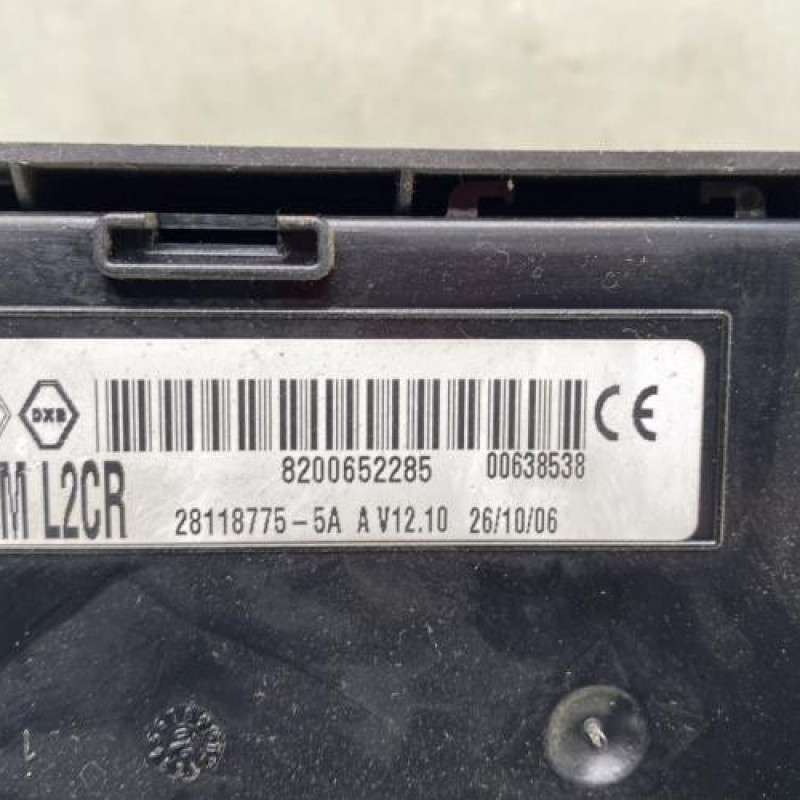 DXB
8200652285 00638538 CE
M L2CR 28118775-5A A V12.10 26/10/06